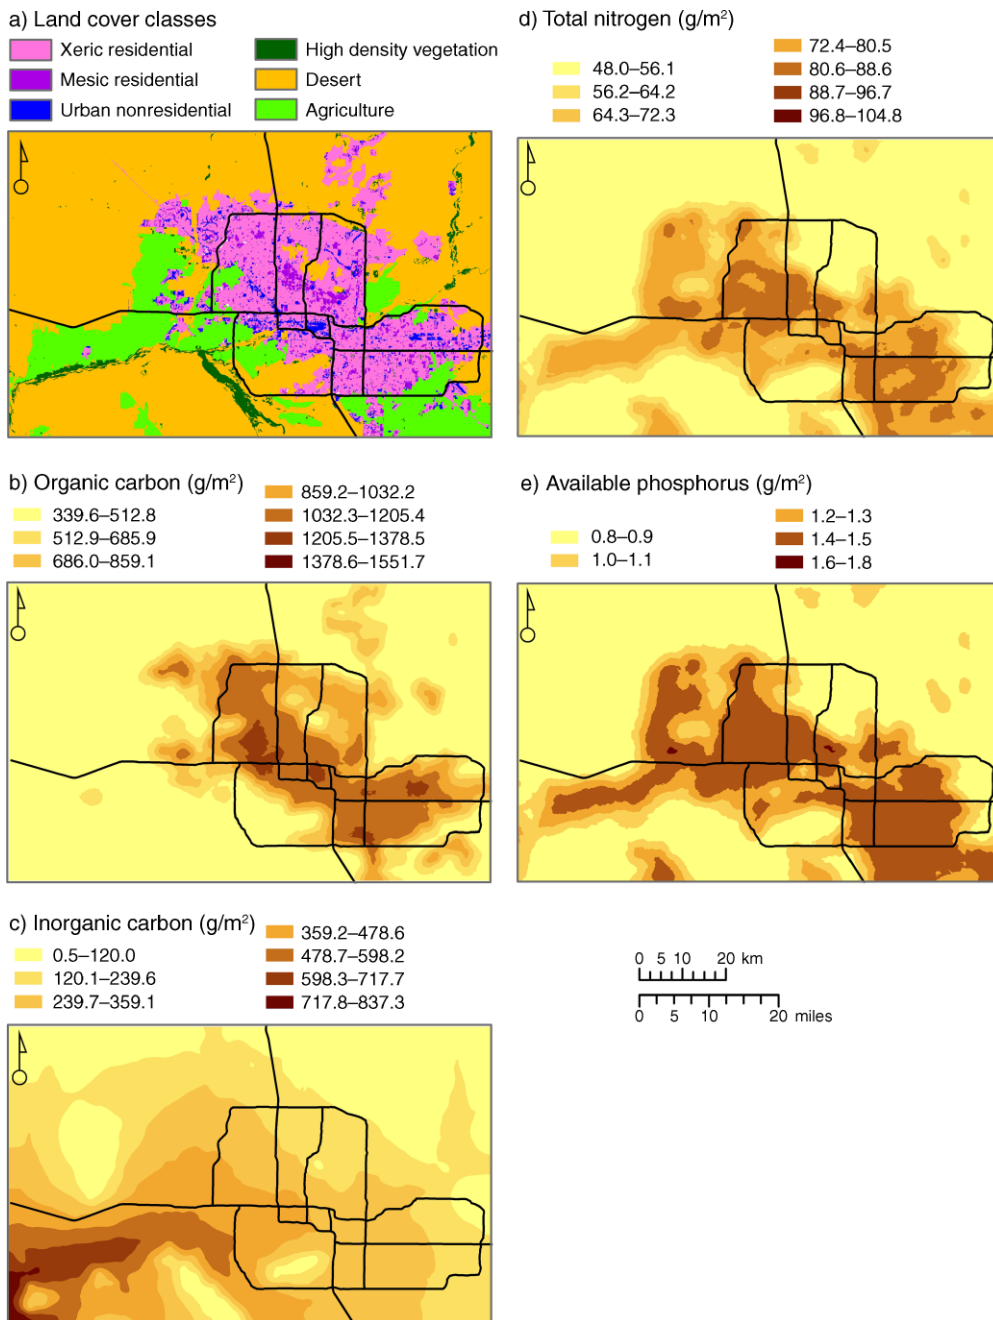 a) Land cover classes
Xeric residential
Mesic residential
Urban nonresidential
High density vegetation
Desert
Agriculture
b) Organic carbon (g/m²)
339.6–512.8
512.9–685.9
686.0–859.1
859.2–1032.2
1032.3–1205.4
1205.5–1378.5
1378.6–1551.7
c) Inorganic carbon (g/m²)
0.5–120.0
120.1–239.6
239.7–359.1
359.2–478.6
478.7–598.2
598.3–717.7
717.8–837.3
d) Total nitrogen (g/m²)
48.0–56.1
56.2–64.2
64.3–72.3
72.4–80.5
80.6–88.6
88.7–96.7
96.8–104.8
e) Available phosphorus (g/m²)
0.8–0.9
1.0–1.1
1.2–1.3
1.4–1.5
1.6–1.8
0 5 10 20 km
0 5 10 20 miles